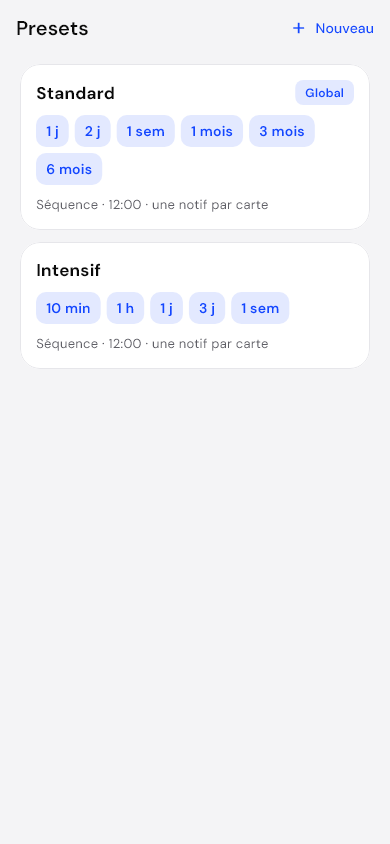 Presets
+ Nouveau
Standard
Global
1 j 2 j 1 sem 1 mois 3 mois
6 mois
Séquence · 12:00 · une notif par carte
Intensif
10 min 1 h 1 j 3 j 1 sem
Séquence · 12:00 · une notif par carte